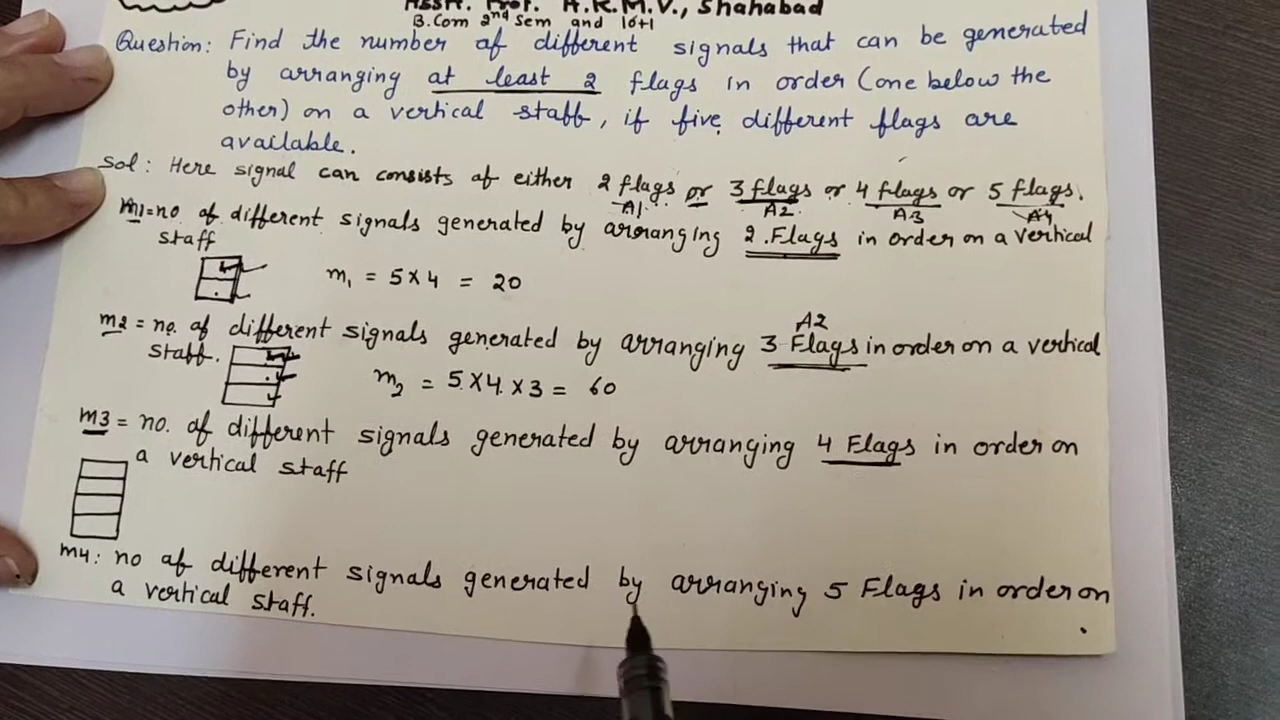 Asst. Prof. A.R.M.V., Shahabad
B.Com 2nd Sem and 10+1
Question: Find the number of different signals that can be generated
by arranging at least 2 flags in order (one below the
other) on a vertical staff, if five different flags are
available.
Sol: Here signal can consists of either 2 flags or 3 flags or 4 flags or 5 flags.
A1 A2 A3 A4
m1 = no. of different signals generated by arranging 2 Flags in order on a vertical
staff
m1 = 5 x 4 = 20
A2
m2 = no. of different signals generated by arranging 3 Flags in order on a vertical
staff.
m2 = 5 x 4 x 3 = 60
m3 = no. of different signals generated by arranging 4 Flags in order on
a vertical staff
m4: no of different signals generated by arranging 5 Flags in order on
a vertical staff.